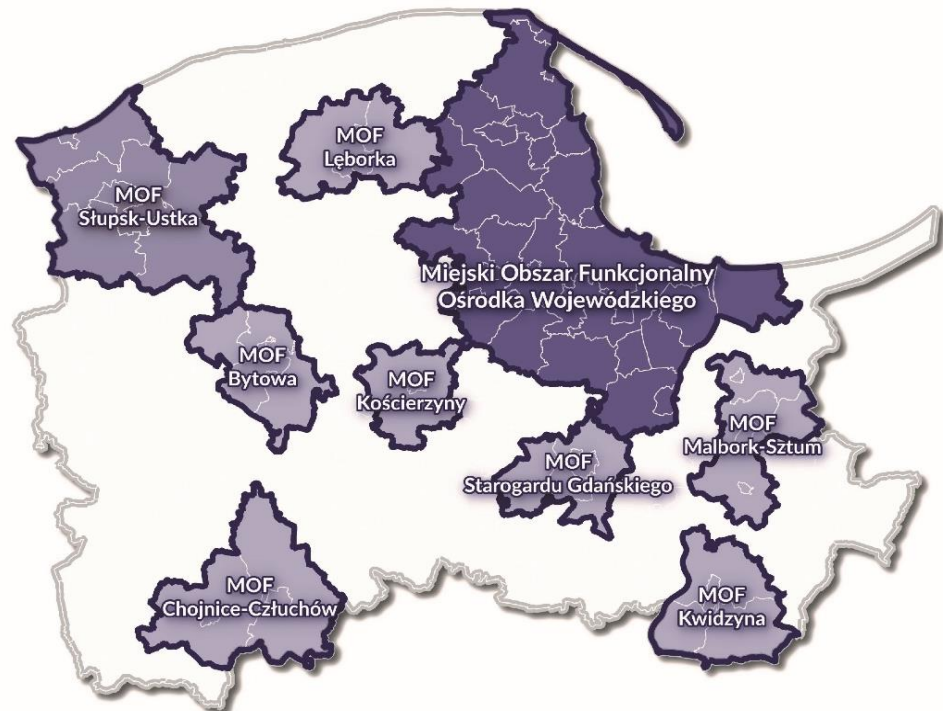 MOF
Lęborka
MOF
Słupsk-Ustka
Miejski Obszar Funkcjonalny
Ośrodka Wojewódzkiego
MOF
Bytowa
MOF
Kościerzyny
MOF
Malbork-Sztum
MOF
Starogardu Gdańskiego
MOF
Chojnice-Człuchów
MOF
Kwidzyna